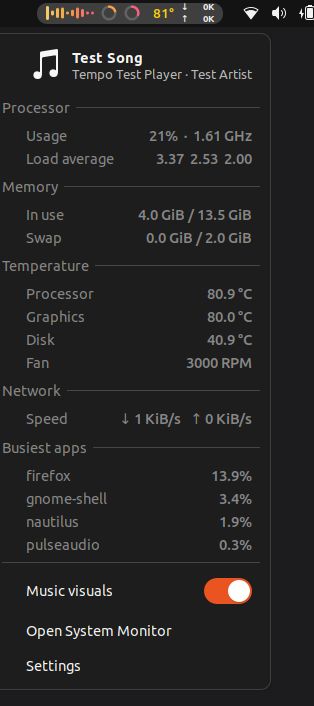 81° ↓ 0K
↑ 0K
Test Song
Tempo Test Player · Test Artist
Processor
Usage 21% · 1.61 GHz
Load average 3.37 2.53 2.00
Memory
In use 4.0 GiB / 13.5 GiB
Swap 0.0 GiB / 2.0 GiB
Temperature
Processor 80.9 °C
Graphics 80.0 °C
Disk 40.9 °C
Fan 3000 RPM
Network
Speed ↓ 1 KiB/s ↑ 0 KiB/s
Busiest apps
firefox 13.9%
gnome-shell 3.4%
nautilus 1.9%
pulseaudio 0.3%
Music visuals
Open System Monitor
Settings